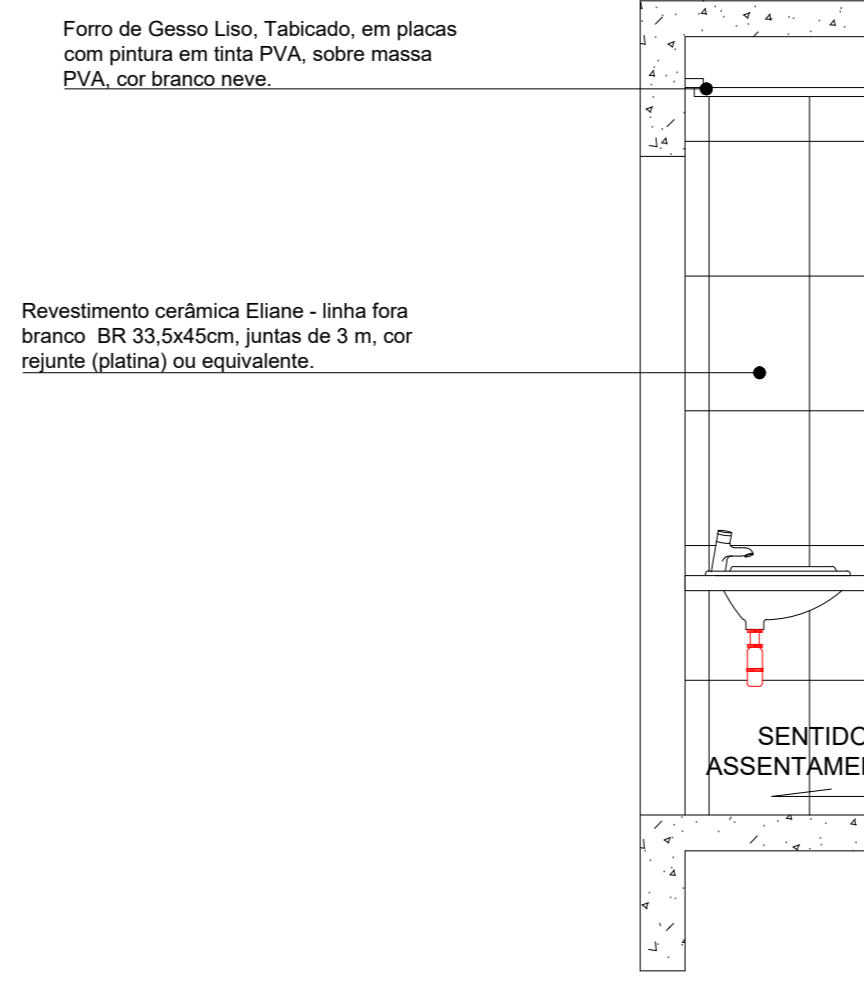 Forro de Gesso Liso, Tabicado, em placas
com pintura em tinta PVA, sobre massa
PVA, cor branco neve.
Revestimento cerâmica Eliane - linha fora
branco BR 33,5x45cm, juntas de 3 m, cor
rejunte (platina) ou equivalente.
SENTIDO
ASSENTAME